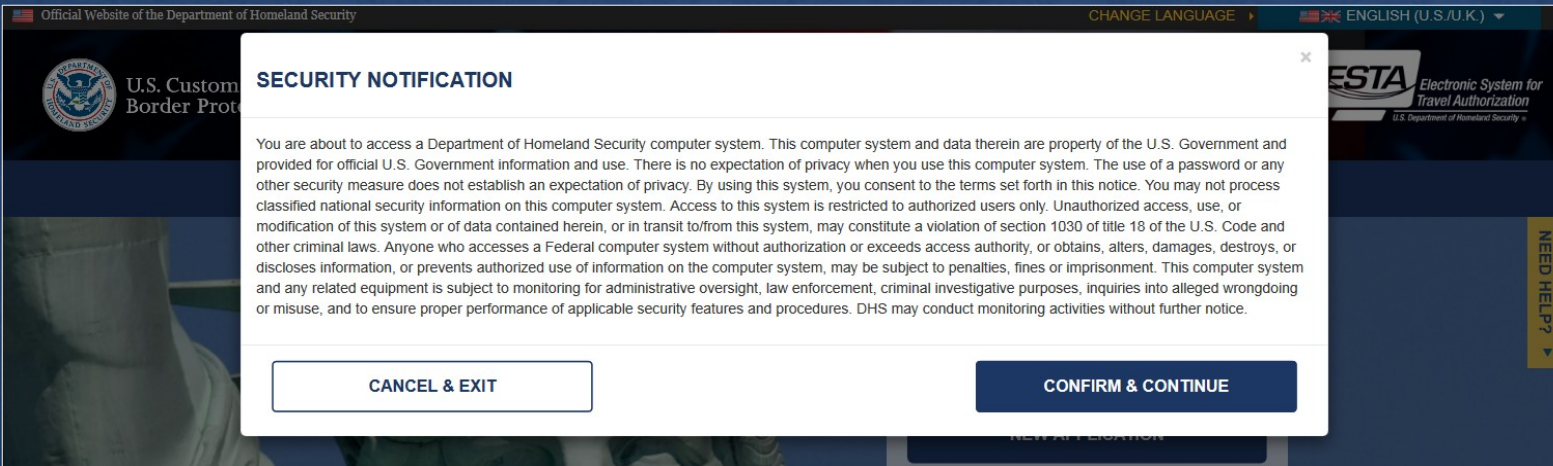 Official Website of the Department of Homeland Security
CHANGE LANGUAGE
ENGLISH (U.S./U.K.)
U.S. Custom
Border Prote
ESTA
Electronic System for
Travel Authorization
U.S. Department of Homeland Security
×
SECURITY NOTIFICATION
You are about to access a Department of Homeland Security computer system. This computer system and data therein are property of the U.S. Government and
provided for official U.S. Government information and use. There is no expectation of privacy when you use this computer system. The use of a password or any
other security measure does not establish an expectation of privacy. By using this system, you consent to the terms set forth in this notice. You may not process
classified national security information on this computer system. Access to this system is restricted to authorized users only. Unauthorized access, use, or
modification of this system or of data contained herein, or in transit to/from this system, may constitute a violation of section 1030 of title 18 of the U.S. Code and
other criminal laws. Anyone who accesses a Federal computer system without authorization or exceeds access authority, or obtains, alters, damages, destroys, or
discloses information, or prevents authorized use of information on the computer system, may be subject to penalties, fines or imprisonment. This computer system
and any related equipment is subject to monitoring for administrative oversight, law enforcement, criminal investigative purposes, inquiries into alleged wrongdoing
or misuse, and to ensure proper performance of applicable security features and procedures. DHS may conduct monitoring activities without further notice.
CANCEL & EXIT
CONFIRM & CONTINUE
NEED HELP?
NEW APPLICATION